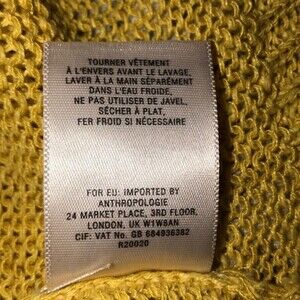 TOURNER VÊTEMENT
À L'ENVERS AVANT LE LAVAGE,
LAVER À LA MAIN SÉPARÉMENT
DANS L'EAU FROIDE,
NE PAS UTILISER DE JAVEL,
SÉCHER À PLAT,
FER FROID SI NÉCESSAIRE
FOR EU: IMPORTED BY
ANTHROPOLOGIE
24 MARKET PLACE, 3RD FLOOR,
LONDON, UK W1W8AN
CIF: VAT No. GB 684936382
R20020